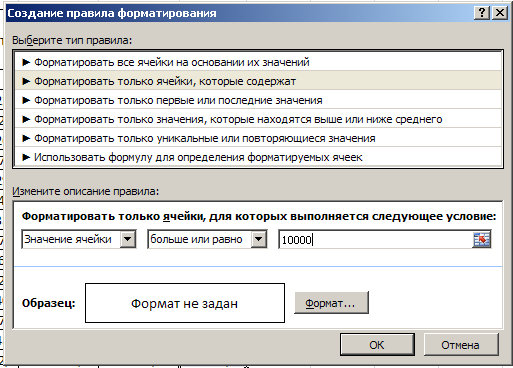 Создание правила форматирования
Выберите тип правила:
► Форматировать все ячейки на основании их значений
► Форматировать только ячейки, которые содержат
► Форматировать только первые или последние значения
► Форматировать только значения, которые находятся выше или ниже среднего
► Форматировать только уникальные или повторяющиеся значения
► Использовать формулу для определения форматируемых ячеек
Измените описание правила:
Форматировать только ячейки, для которых выполняется следующее условие:
Значение ячейки больше или равно 10000
Образец: Формат не задан Формат...
ОК Отмена